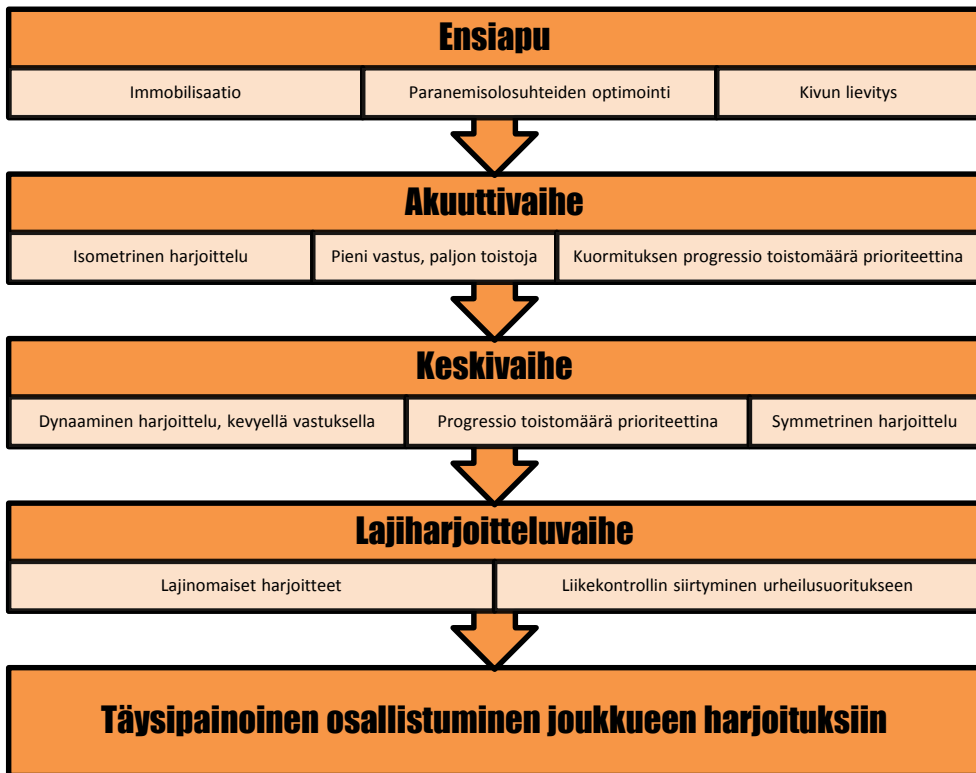 Ensiapu
Immobilisaatio
Paranemisolosuhteiden optimointi
Kivun lievitys
Akuuttivaihe
Isometrinen harjoittelu
Pieni vastus, paljon toistoja
Kuormituksen progressio toistomäärä prioriteettina
Keskivaihe
Dynaaminen harjoittelu, kevyellä vastuksella
Progressio toistomäärä prioriteettina
Symmetrinen harjoittelu
Lajiharjoitteluvaihe
Lajinomaiset harjoitteet
Liikekontrollin siirtyminen urheilusuoritukseen
Täysipainoinen osallistuminen joukkueen harjoituksiin